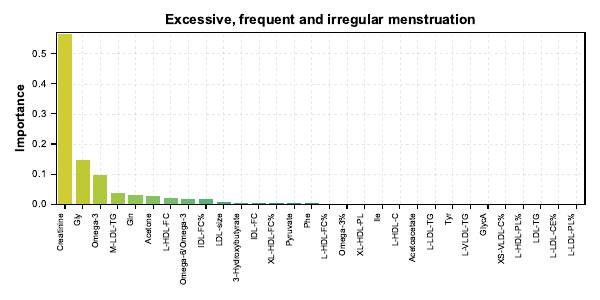 Excessive, frequent and irregular menstruation
Importance
0.5
0.4
0.3
0.2
0.1
0.0
Creatinine
Gly
Omega-3
M-LDL-TG
Gln
Acetone
L-HDL-FC
Omega-6/Omega-3
IDL-FC%
LDL-size
3-Hydroxybutyrate
IDL-FC
XL-HDL-FC%
Pyruvate
Phe
L-HDL-FC%
Omega-3%
XL-HDL-PL
Ile
L-HDL-C
Acetoacetate
L-LDL-TG
Tyr
L-VLDL-TG
GlycA
XS-VLDL-C%
L-HDL-PL%
LDL-TG
L-LDL-CE%
L-LDL-PL%